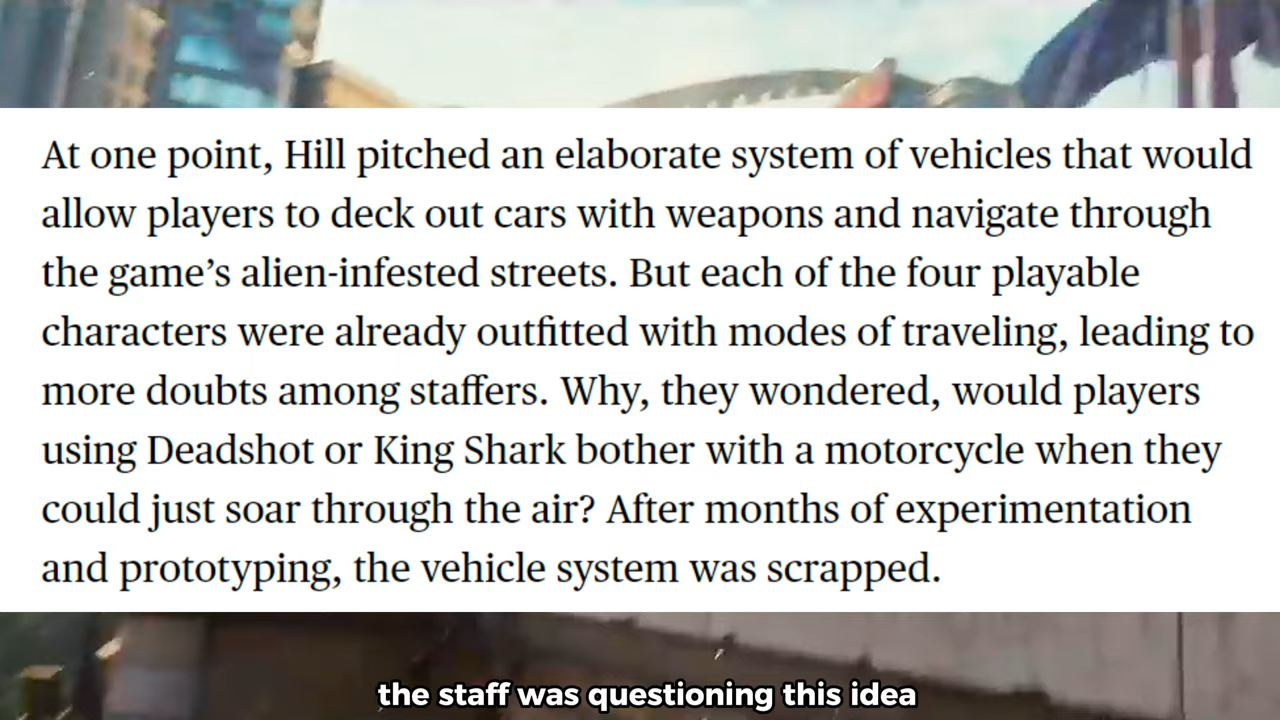 At one point, Hill pitched an elaborate system of vehicles that would
allow players to deck out cars with weapons and navigate through
the game’s alien-infested streets. But each of the four playable
characters were already outfitted with modes of traveling, leading to
more doubts among staffers. Why, they wondered, would players
using Deadshot or King Shark bother with a motorcycle when they
could just soar through the air? After months of experimentation
and prototyping, the vehicle system was scrapped.
the staff was questioning this idea